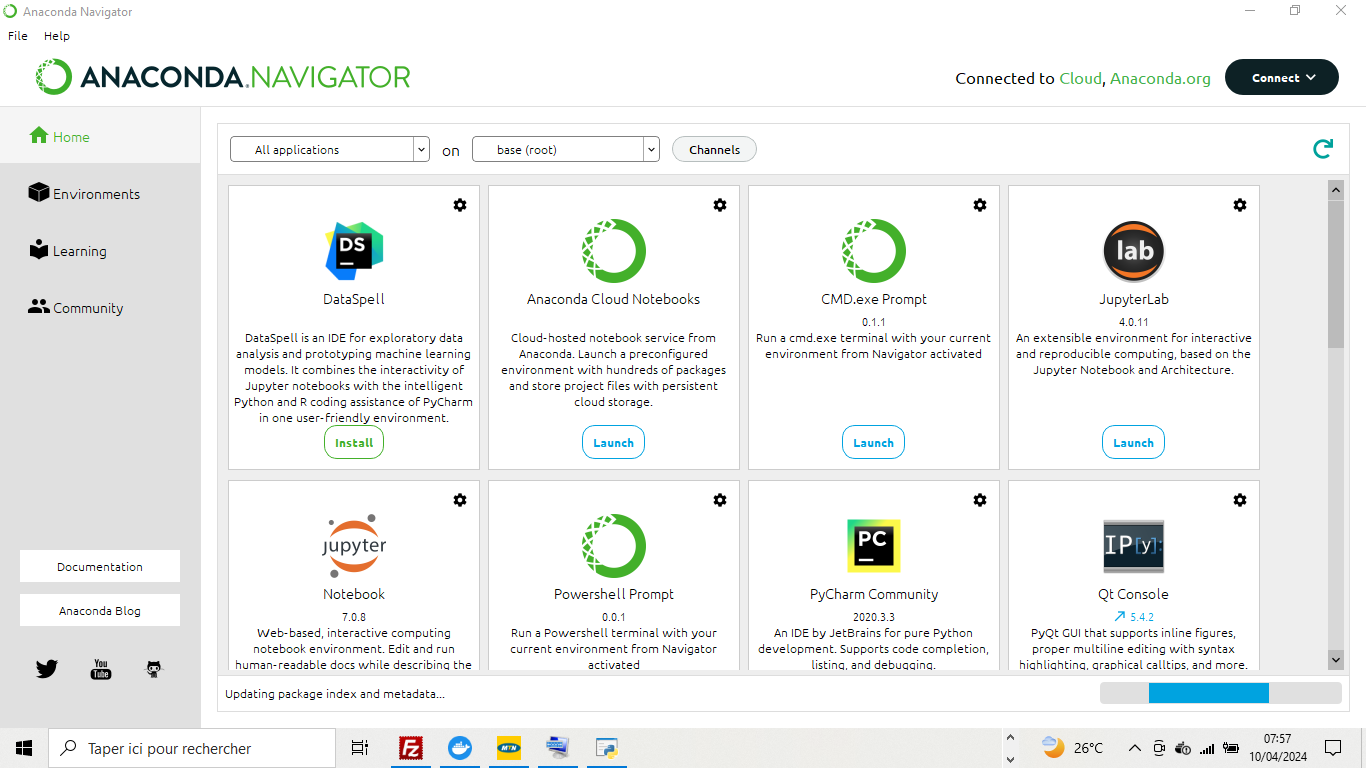 Anaconda Navigator
File Help
ANACONDA.NAVIGATOR
Connected to Cloud, Anaconda.org
Connect
Home
Environments
Learning
Community
Documentation
Anaconda Blog
You
Tube
All applications
on
base (root)
Channels
DS
DataSpell
DataSpell is an IDE for exploratory data
analysis and prototyping machine learning
models. It combines the interactivity of
Jupyter notebooks with the intelligent
Python and R coding assistance of PyCharm
in one user-friendly environment.
Install
Anaconda Cloud Notebooks
Cloud-hosted notebook service from
Anaconda. Launch a preconfigured
environment with hundreds of packages
and store project files with persistent
cloud storage.
Launch
CMD.exe Prompt
0.1.1
Run a cmd.exe terminal with your current
environment from Navigator activated
Launch
lab
JupyterLab
4.0.11
An extensible environment for interactive
and reproducible computing, based on the
Jupyter Notebook and Architecture.
Launch
jupyter
Notebook
7.0.8
Web-based, interactive computing
notebook environment. Edit and run
human-readable docs while describing the
Powershell Prompt
0.0.1
Run a Powershell terminal with your
current environment from Navigator
activated
PC
PyCharm Community
2020.3.3
An IDE by JetBrains for pure Python
development. Supports code completion,
listing, and debugging.
IP[y]:
Qt Console
5.4.2
PyQt GUI that supports inline figures,
proper multiline editing with syntax
highlighting, graphical calltips, and more.
Updating package index and metadata...
Taper ici pour rechercher
FZ
MTN
26°C
07:57
10/04/2024